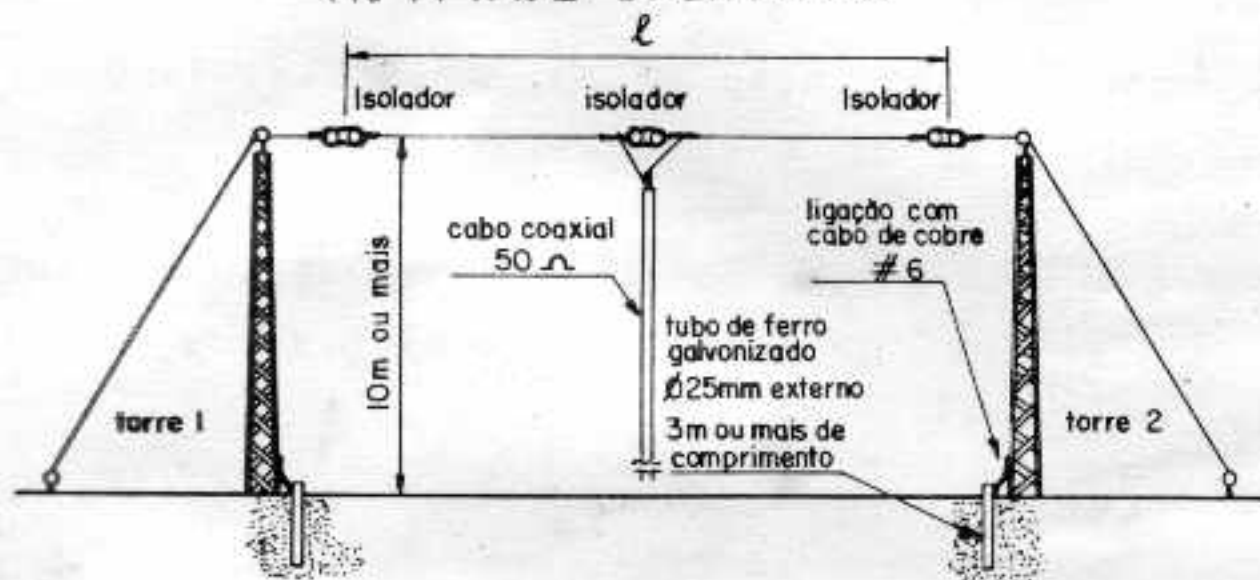 ℓ
Isolador isolador Isolador
cabo coaxial
50 Ω
10m ou mais
ligação com
cabo de cobre
# 6
tubo de ferro
galvonizado
Ø25mm externo
3m ou mais de
comprimento
torre 1
torre 2